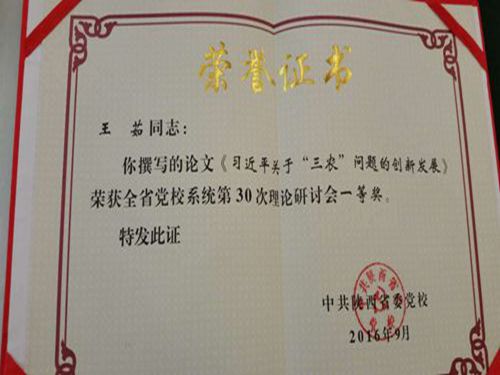 荣誉证书
王 茹同志：
你撰写的论文《习近平关于“三农”问题的创新发展》
荣获全省党校系统第30次理论研讨会一等奖。
特发此证
中共陕西省委党校
2016年9月